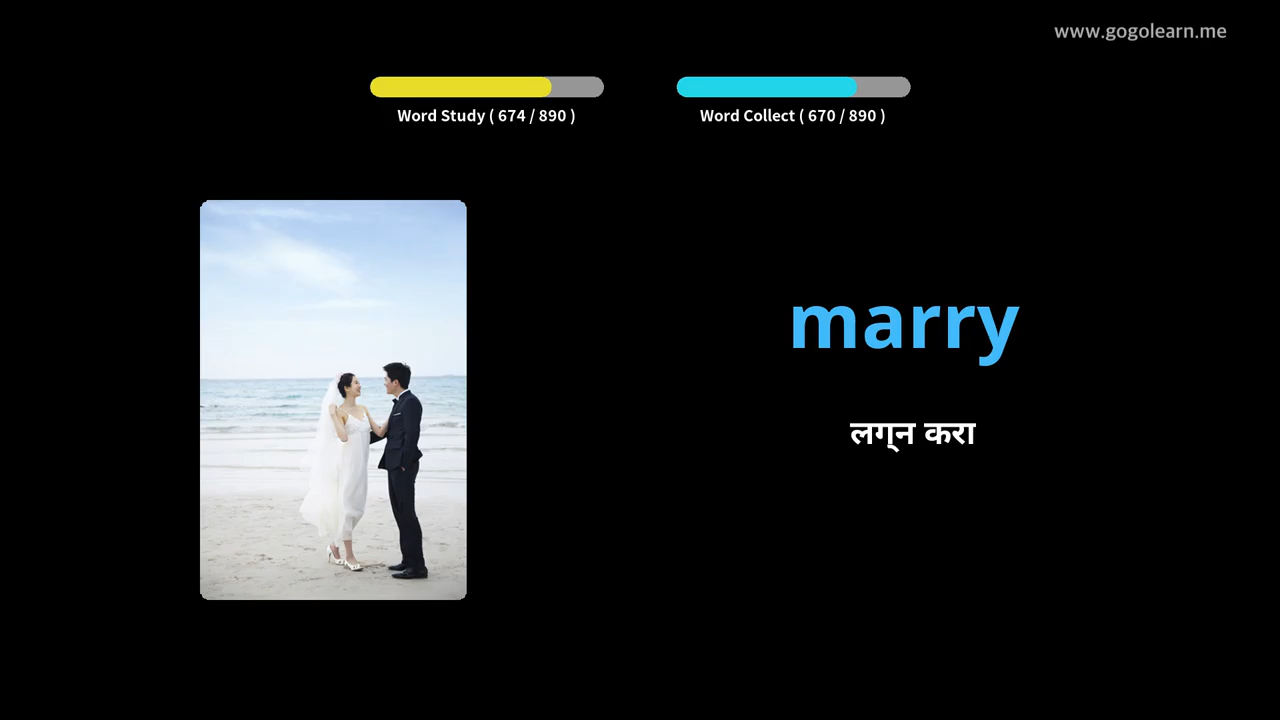 www.gogolearn.me
Word Study ( 674 / 890 )
Word Collect ( 670 / 890 )
marry
लग्न करा